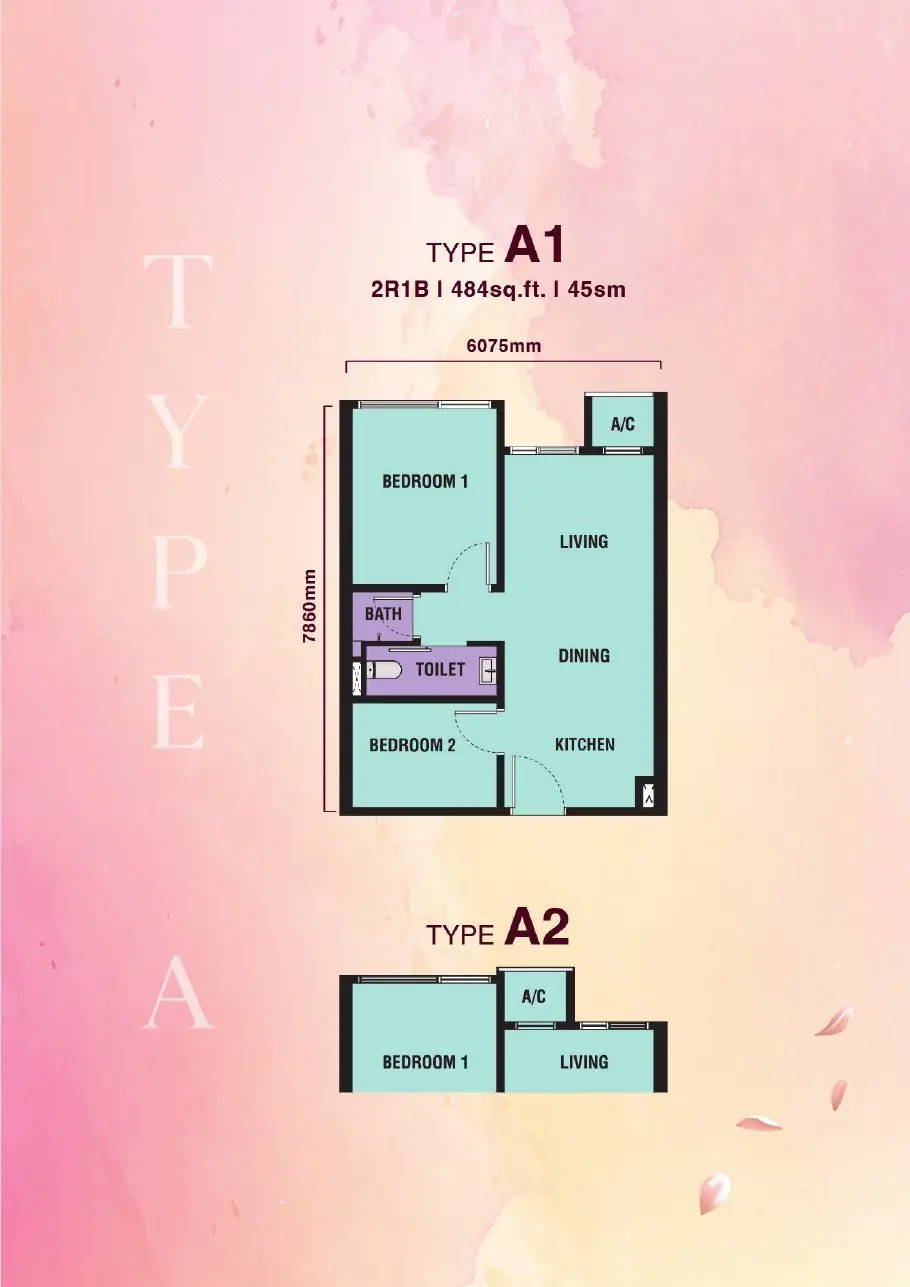 TYPE A
TYPE A1
2R1B | 484sq.ft. | 45sm
6075mm
7860mm
A/C
BEDROOM 1
LIVING
BATH
DINING
TOILET
BEDROOM 2
KITCHEN
TYPE A2
A/C
BEDROOM 1
LIVING